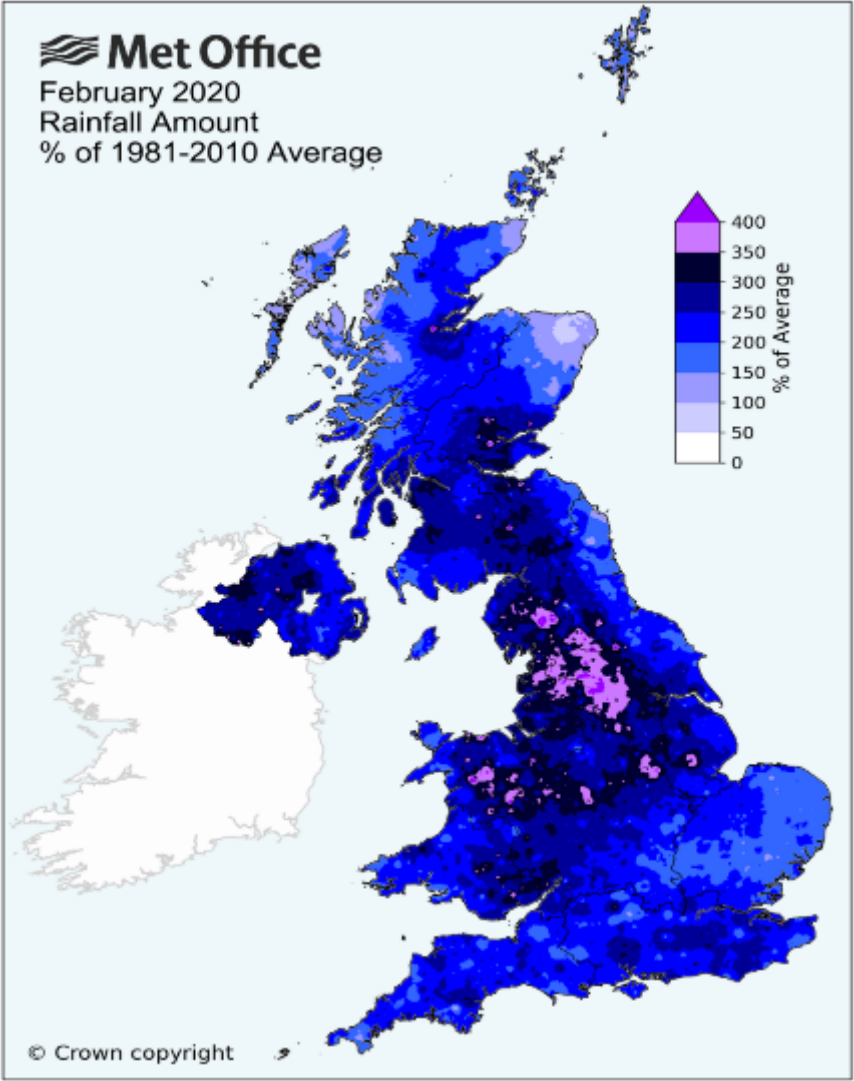 Met Office
February 2020
Rainfall Amount
% of 1981-2010 Average
400
350
300
250
200
150
100
50
0
% of Average
© Crown copyright